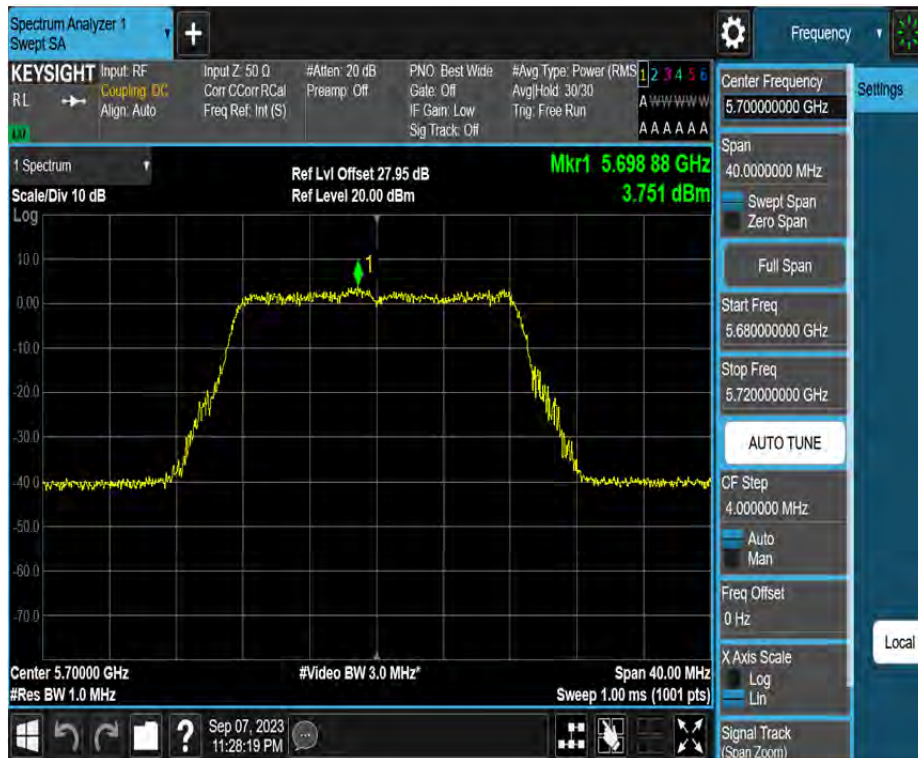 Spectrum Analyzer 1
Swept SA
+
Frequency
KEYSIGHT
RL
Input: RF
Coupling: DC
Align: Auto
Input Z: 50 Ω
Corr CCorr RCal
Freq Ref: Int (S)
#Atten: 20 dB
Preamp: Off
PNO: Best Wide
Gate: Off
IF Gain: Low
Sig Track: Off
#Avg Type: Power (RMS
Avg|Hold: 30/30
Trig: Free Run
1 2 3 4 5 6
A W W W W W
A A A A A A
1 Spectrum
Scale/Div 10 dB
Log
Ref Lvl Offset 27.95 dB
Ref Level 20.00 dBm
Mkr1 5.698 88 GHz
3.751 dBm
10.0
0.00
-10.0
-20.0
-30.0
-40.0
-50.0
-60.0
-70.0
1
Center 5.70000 GHz
#Res BW 1.0 MHz
#Video BW 3.0 MHz*
Span 40.00 MHz
Sweep 1.00 ms (1001 pts)
?
Sep 07, 2023
11:28:19 PM
Center Frequency
5.700000000 GHz
Settings
Span
40.0000000 MHz
Swept Span
Zero Span
Full Span
Start Freq
5.680000000 GHz
Stop Freq
5.720000000 GHz
AUTO TUNE
CF Step
4.000000 MHz
Auto
Man
Freq Offset
0 Hz
X Axis Scale
Log
Lin
Local
Signal Track
(Span Zoom)